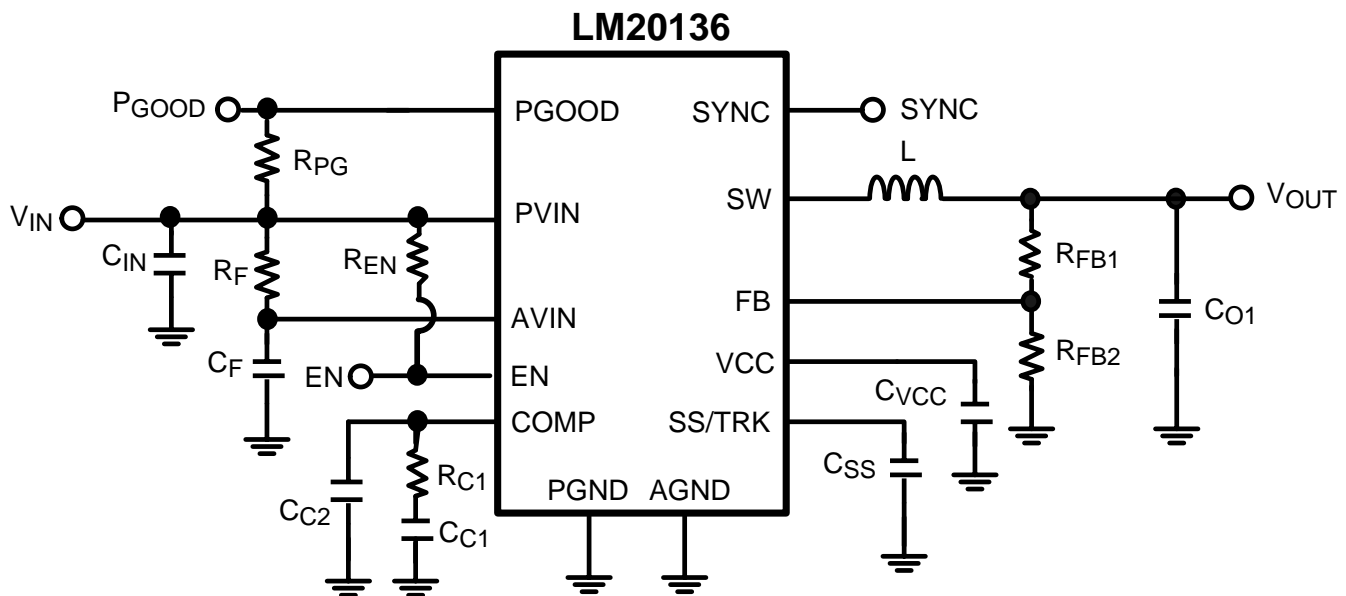 LM20136
PGOOD
PGOOD
SYNC
SYNC
RPG
L
VIN
PVIN
SW
VOUT
CIN
RF
REN
RFB1
AVIN
FB
CO1
CF
EN
EN
VCC
RFB2
CVCC
COMP
SS/TRK
RC1
CSS
CC2
PGND
AGND
CC1